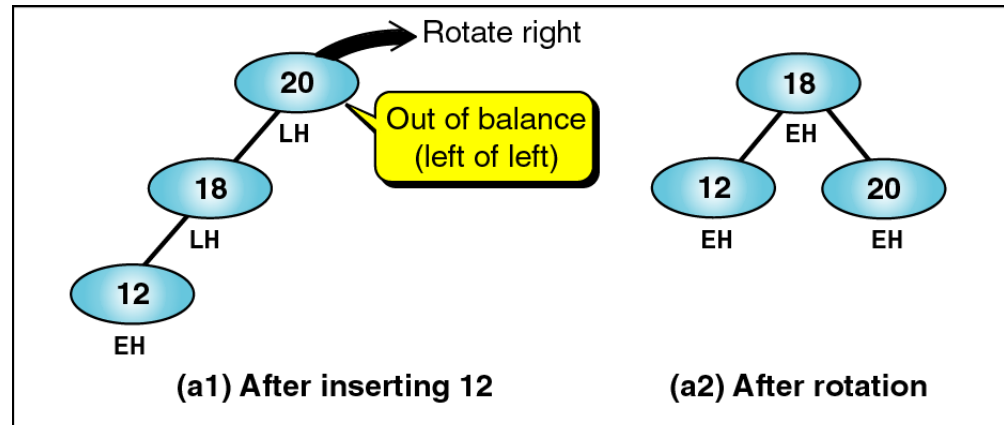 Rotate right
20
LH
Out of balance
(left of left)
18
LH
12
EH
(a1) After inserting 12
18
EH
12
EH
20
EH
(a2) After rotation